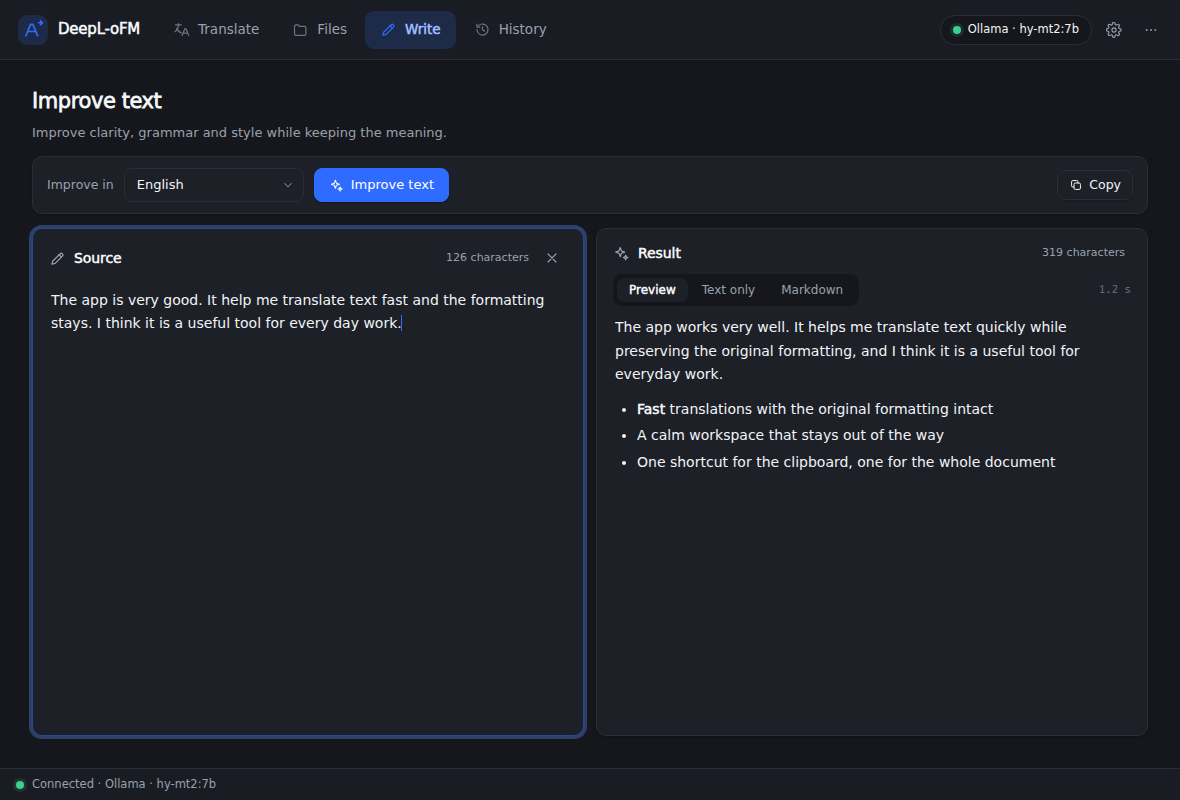 DeepL-oFM
Translate
Files
Write
History
Ollama · hy-mt2:7b
Improve text
Improve clarity, grammar and style while keeping the meaning.
Improve in
English
Improve text
Copy
Source
126 characters
The app is very good. It help me translate text fast and the formatting
stays. I think it is a useful tool for every day work.
Result
319 characters
Preview
Text only
Markdown
1.2 s
The app works very well. It helps me translate text quickly while
preserving the original formatting, and I think it is a useful tool for
everyday work.
• Fast translations with the original formatting intact
• A calm workspace that stays out of the way
• One shortcut for the clipboard, one for the whole document
Connected · Ollama · hy-mt2:7b